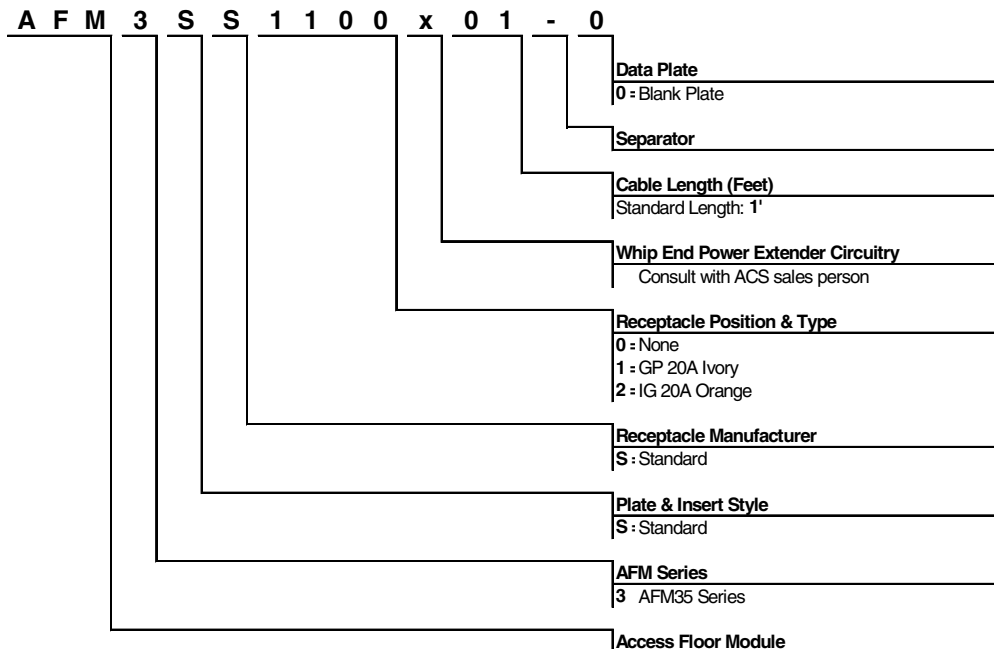 A F M 3 S S 1 1 0 0 x 0 1 - 0
Data Plate
0 = Blank Plate
Separator
Cable Length (Feet)
Standard Length: 1'
Whip End Power Extender Circuitry
Consult with ACS sales person
Receptacle Position & Type
0 = None
1 = GP 20A Ivory
2 = IG 20A Orange
Receptacle Manufacturer
S : Standard
Plate & Insert Style
S : Standard
AFM Series
3 AFM35 Series
Access Floor Module